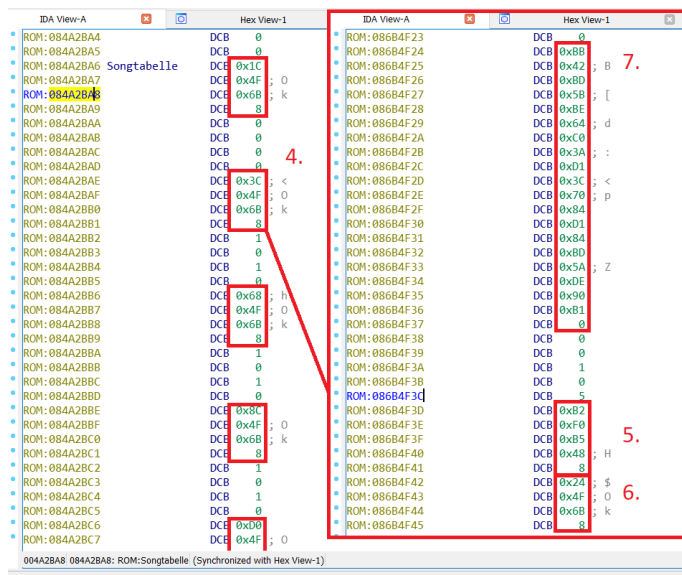 IDA View-A
Hex View-1
ROM:084A2BA4 DCB 0
ROM:084A2BA5 DCB 0
ROM:084A2BA6 Songtabelle DCB 0x1C
ROM:084A2BA7 DCB 0x4F ; O
ROM:084A2BA8 DCB 0x6B ; k
ROM:084A2BA9 DCB 8
ROM:084A2BAA DCB 0
ROM:084A2BAB DCB 0
ROM:084A2BAC DCB 0
ROM:084A2BAD DCB 0
4.
ROM:084A2BAE DCB 0x3C ; <
ROM:084A2BAF DCB 0x4F ; O
ROM:084A2BB0 DCB 0x6B ; k
ROM:084A2BB1 DCB 8
ROM:084A2BB2 DCB 1
ROM:084A2BB3 DCB 0
ROM:084A2BB4 DCB 1
ROM:084A2BB5 DCB 0
ROM:084A2BB6 DCB 0x68 ; h
ROM:084A2BB7 DCB 0x4F ; O
ROM:084A2BB8 DCB 0x6B ; k
ROM:084A2BB9 DCB 8
ROM:084A2BBA DCB 1
ROM:084A2BBB DCB 0
ROM:084A2BBC DCB 1
ROM:084A2BBD DCB 0
ROM:084A2BBE DCB 0x8C
ROM:084A2BBF DCB 0x4F ; O
ROM:084A2BC0 DCB 0x6B ; k
ROM:084A2BC1 DCB 8
ROM:084A2BC2 DCB 1
ROM:084A2BC3 DCB 0
ROM:084A2BC4 DCB 1
ROM:084A2BC5 DCB 0
ROM:084A2BC6 DCB 0xD0
ROM:084A2BC7 DCB 0x4F ; O
004A2BA8 084A2BA8: ROM:Songtabelle (Synchronized with Hex View-1)
IDA View-A
Hex View-1
ROM:086B4F23 DCB 0
ROM:086B4F24 DCB 0xBB
ROM:086B4F25 DCB 0x42 ; B
7.
ROM:086B4F26 DCB 0xBD
ROM:086B4F27 DCB 0x5B ; [
ROM:086B4F28 DCB 0xBE
ROM:086B4F29 DCB 0x64 ; d
ROM:086B4F2A DCB 0xC0
ROM:086B4F2B DCB 0x3A ; :
ROM:086B4F2C DCB 0xD1
ROM:086B4F2D DCB 0x3C ; <
ROM:086B4F2E DCB 0x70 ; p
ROM:086B4F2F DCB 0x84
ROM:086B4F30 DCB 0xD1
ROM:086B4F31 DCB 0x84
ROM:086B4F32 DCB 0xBD
ROM:086B4F33 DCB 0x5A ; Z
ROM:086B4F34 DCB 0xDE
ROM:086B4F35 DCB 0x90
ROM:086B4F36 DCB 0xB1
ROM:086B4F37 DCB 0
ROM:086B4F38 DCB 0
ROM:086B4F39 DCB 0
ROM:086B4F3A DCB 1
ROM:086B4F3B DCB 0
ROM:086B4F3C DCB 5
ROM:086B4F3D DCB 0xB2
ROM:086B4F3E DCB 0xF0
ROM:086B4F3F DCB 0xB5
5.
ROM:086B4F40 DCB 0x48 ; H
ROM:086B4F41 DCB 8
ROM:086B4F42 DCB 0x24 ; $
ROM:086B4F43 DCB 0x4F ; O
6.
ROM:086B4F44 DCB 0x6B ; k
ROM:086B4F45 DCB 8